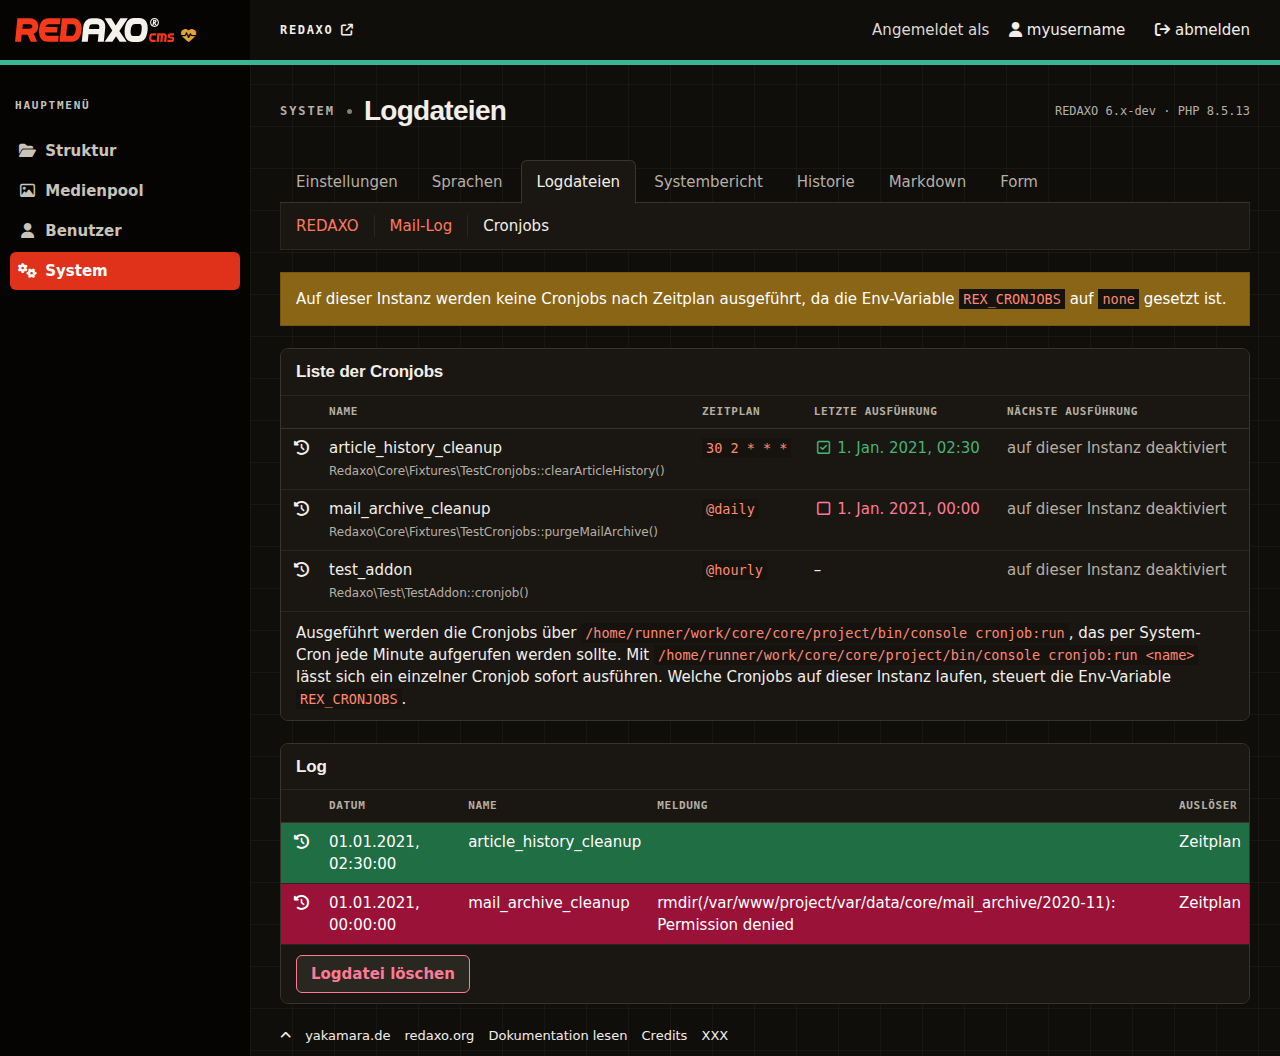 REDAXO® cms
REDAXO
Angemeldet als myusername abmelden
HAUPTMENÜ
Struktur
Medienpool
Benutzer
System
SYSTEM • Logdateien
REDAXO 6.x-dev · PHP 8.5.13
Einstellungen Sprachen Logdateien Systembericht Historie Markdown Form
REDAXO Mail-Log Cronjobs
Auf dieser Instanz werden keine Cronjobs nach Zeitplan ausgeführt, da die Env-Variable REX_CRONJOBS auf none gesetzt ist.
Liste der Cronjobs
NAME ZEITPLAN LETZTE AUSFÜHRUNG NÄCHSTE AUSFÜHRUNG
article_history_cleanup 30 2 * * * 1. Jan. 2021, 02:30 auf dieser Instanz deaktiviert
Redaxo\Core\Fixtures\TestCronjobs::clearArticleHistory()
mail_archive_cleanup @daily 1. Jan. 2021, 00:00 auf dieser Instanz deaktiviert
Redaxo\Core\Fixtures\TestCronjobs::purgeMailArchive()
test_addon @hourly – auf dieser Instanz deaktiviert
Redaxo\Test\TestAddon::cronjob()
Ausgeführt werden die Cronjobs über /home/runner/work/core/core/project/bin/console cronjob:run, das per System-
Cron jede Minute aufgerufen werden sollte. Mit /home/runner/work/core/core/project/bin/console cronjob:run <name>
lässt sich ein einzelner Cronjob sofort ausführen. Welche Cronjobs auf dieser Instanz laufen, steuert die Env-Variable
REX_CRONJOBS.
Log
DATUM NAME MELDUNG AUSLÖSER
01.01.2021, article_history_cleanup Zeitplan
02:30:00
01.01.2021, mail_archive_cleanup rmdir(/var/www/project/var/data/core/mail_archive/2020-11): Zeitplan
00:00:00 Permission denied
Logdatei löschen
yakamara.de redaxo.org Dokumentation lesen Credits XXX